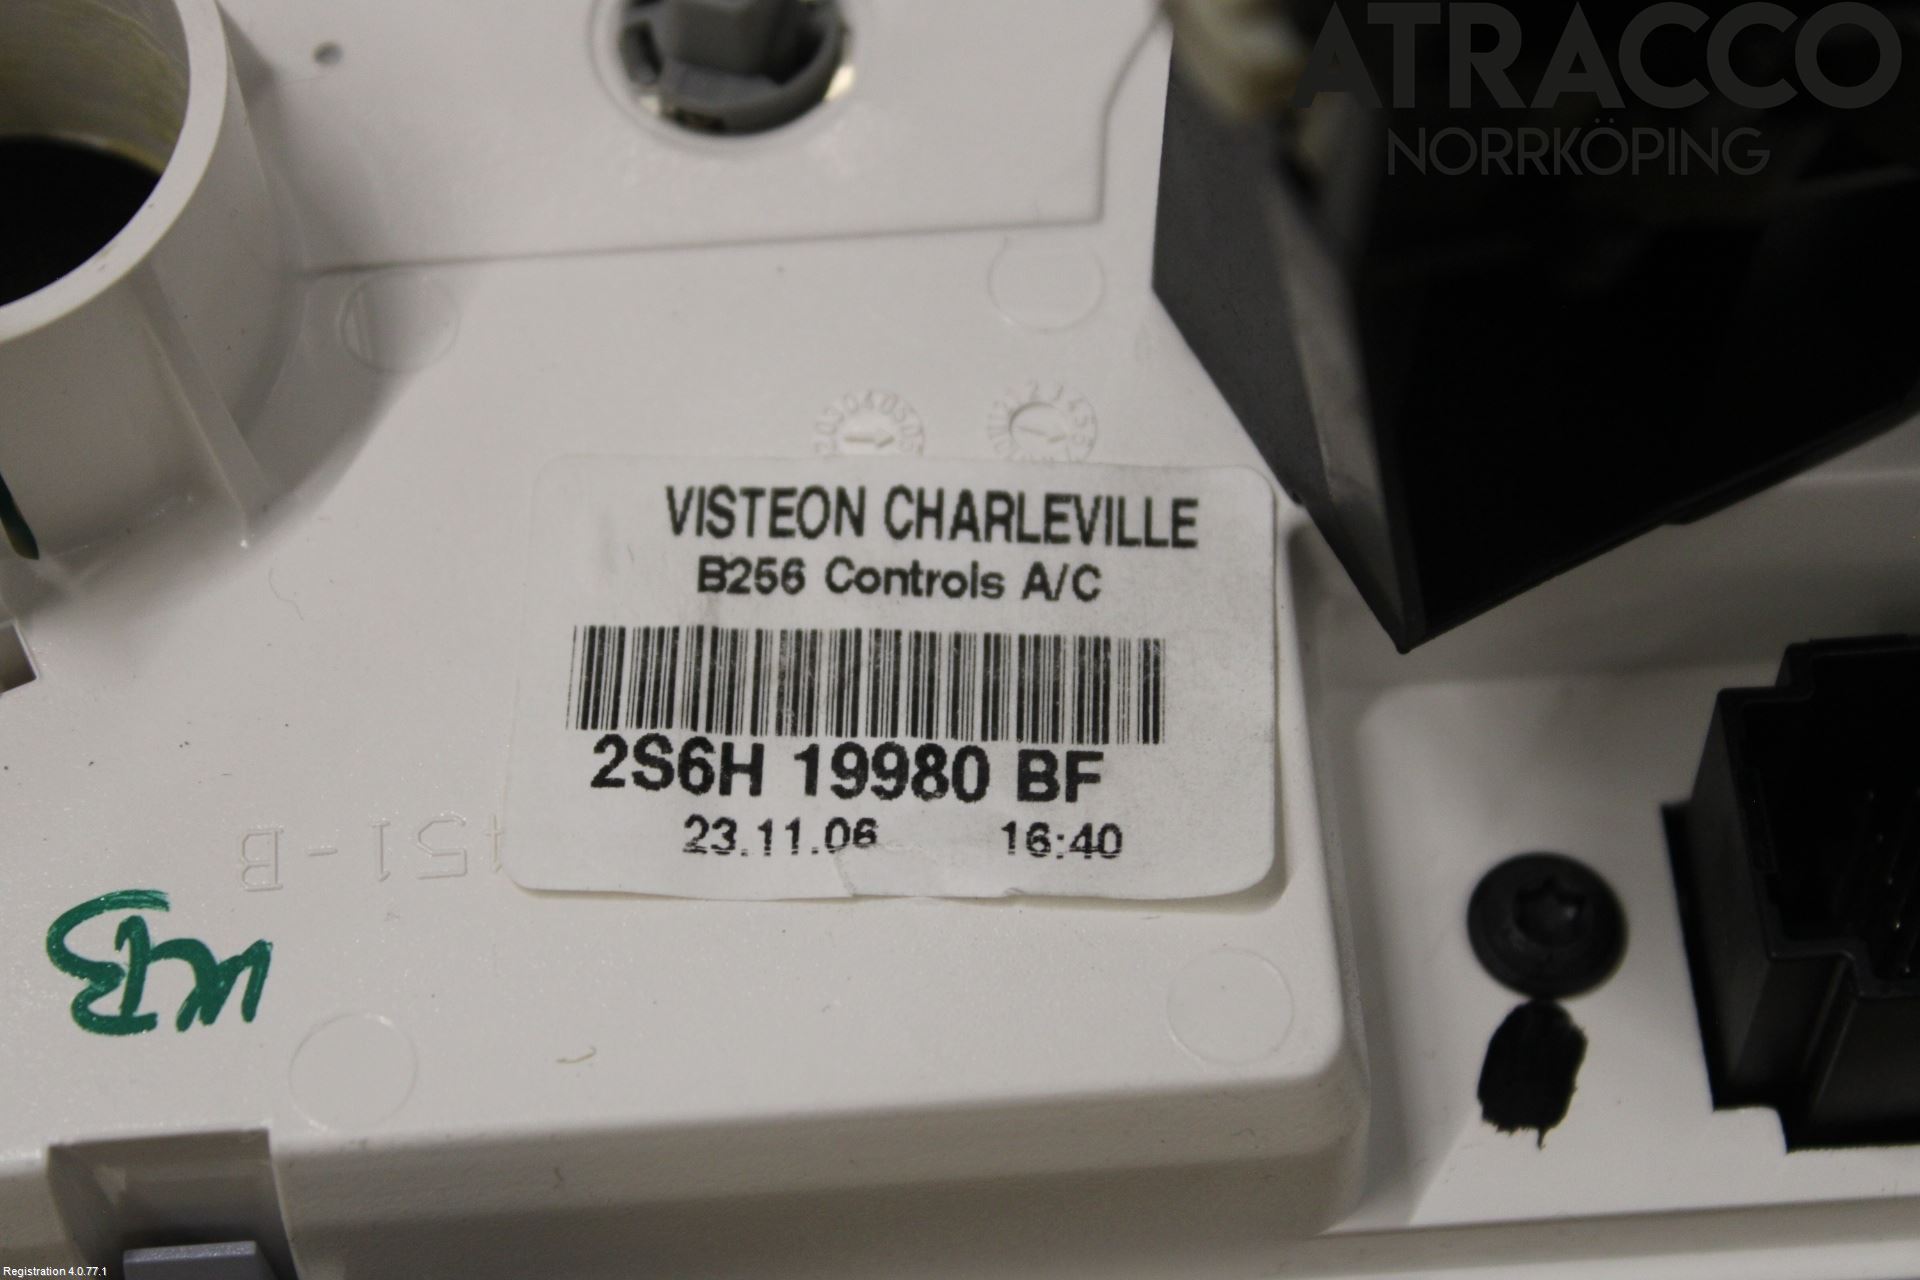 ATRACCO
NORRKÖPING
VISTEON CHARLEVILLE
B256 Controls A/C
2S6H 19980 BF
23.11.06 16:40
451-B
Registration 4.0.77.1